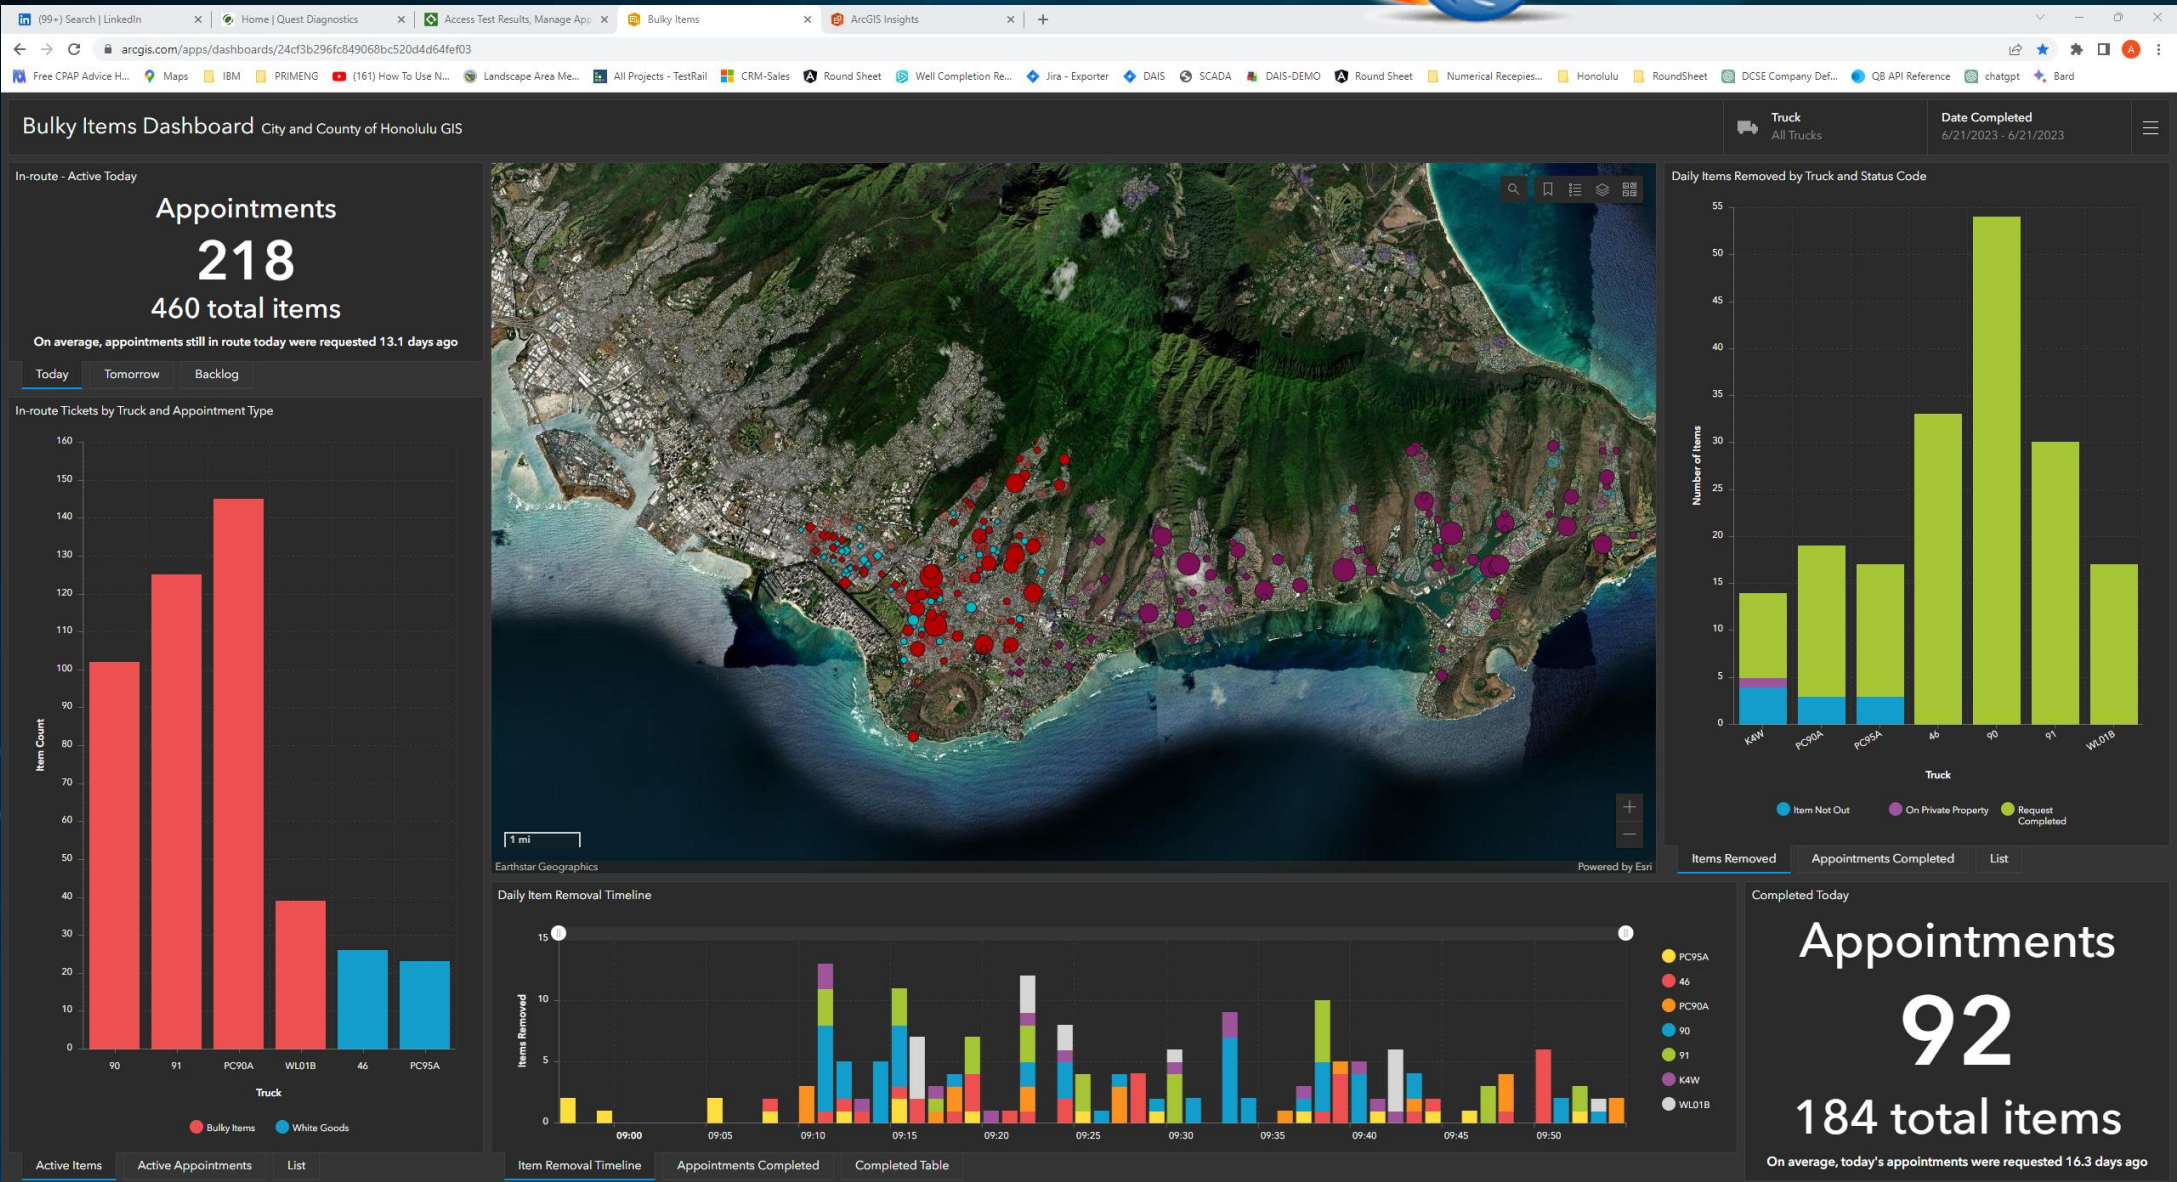 (99+) Search | LinkedIn
Home | Quest Diagnostics
Access Test Results, Manage App
Bulky Items
ArcGIS Insights
arcgis.com/apps/dashboards/24cf3b296fc849068bc520d4d64fef03
A
Free CPAP Advice H...
Maps
IBM
PRIMENG
(161) How To Use N...
Landscape Area Me...
All Projects - TestRail
CRM-Sales
Round Sheet
Well Completion Re...
Jira - Exporter
DAIS
SCADA
DAIS-DEMO
Round Sheet
Numerical Recepies...
Honolulu
RoundSheet
DCSE Company Def...
QB API Reference
chatgpt
Bard
Bulky Items Dashboard City and County of Honolulu GIS
Truck
All Trucks
Date Completed
6/21/2023 - 6/21/2023
In-route - Active Today
Appointments
218
460 total items
On average, appointments still in route today were requested 13.1 days ago
Today
Tomorrow
Backlog
In-route Tickets by Truck and Appointment Type
160
150
140
130
120
110
100
90
80
70
60
50
40
30
20
10
0
Item Count
90
91
PC90A
WL01B
46
PC95A
Truck
Bulky Items
White Goods
Active Items
Active Appointments
List
1 mi
Earthstar Geographics
Powered by Esri
Daily Item Removal Timeline
15
10
5
0
Items Removed
09:00
09:05
09:10
09:15
09:20
09:25
09:30
09:35
09:40
09:45
09:50
PC95A
46
PC90A
90
91
K4W
WL01B
Item Removal Timeline
Appointments Completed
Completed Table
Daily Items Removed by Truck and Status Code
55
50
45
40
35
30
25
20
15
10
5
0
Number of Items
K4W
PC90A
PC95A
46
90
91
WL01B
Truck
Item Not Out
On Private Property
Request
Completed
Items Removed
Appointments Completed
List
Completed Today
Appointments
92
184 total items
On average, today's appointments were requested 16.3 days ago